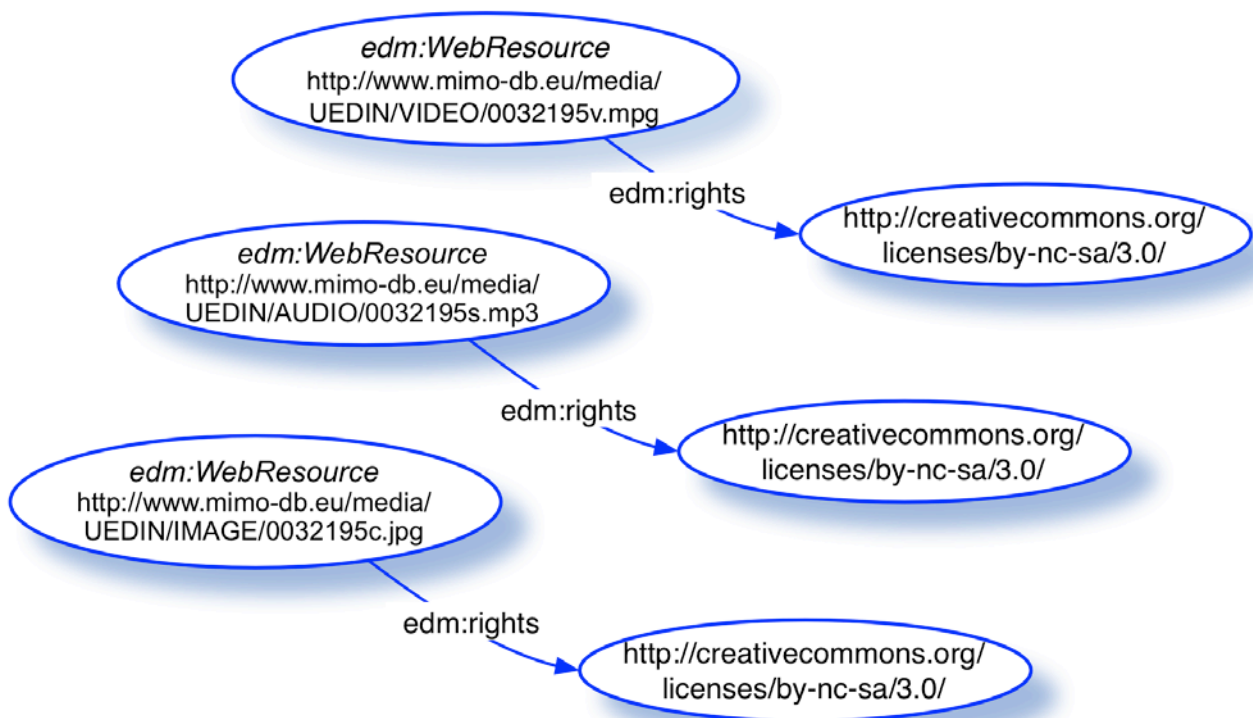 edm:WebResource
http://www.mimo-db.eu/media/
UEDIN/VIDEO/0032195v.mpg
edm:rights
http://creativecommons.org/
licenses/by-nc-sa/3.0/
edm:WebResource
http://www.mimo-db.eu/media/
UEDIN/AUDIO/0032195s.mp3
edm:rights
http://creativecommons.org/
licenses/by-nc-sa/3.0/
edm:WebResource
http://www.mimo-db.eu/media/
UEDIN/IMAGE/0032195c.jpg
edm:rights
http://creativecommons.org/
licenses/by-nc-sa/3.0/